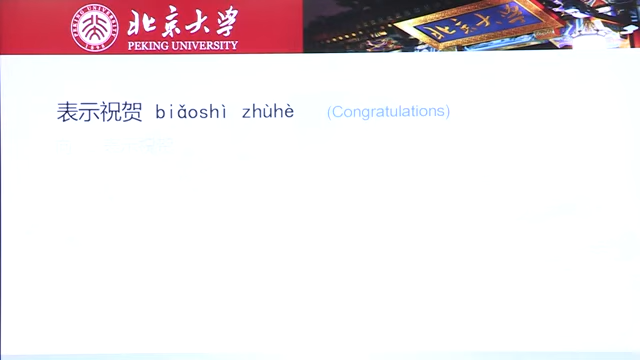 北京大学
PEKING UNIVERSITY
表示祝贺 biǎoshì zhùhè (Congratulations)